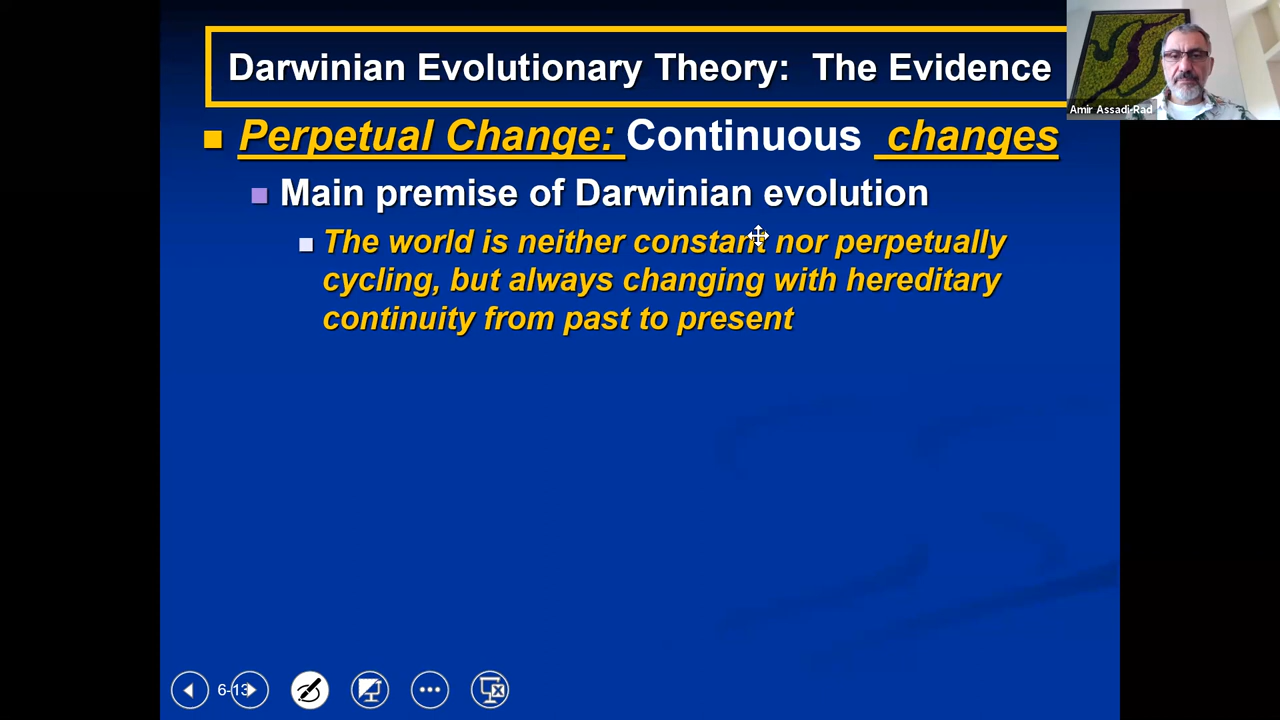 Darwinian Evolutionary Theory: The Evidence
Amir Assadi-Rad
Perpetual Change: Continuous changes
Main premise of Darwinian evolution
The world is neither constant nor perpetually
cycling, but always changing with hereditary
continuity from past to present
6-13